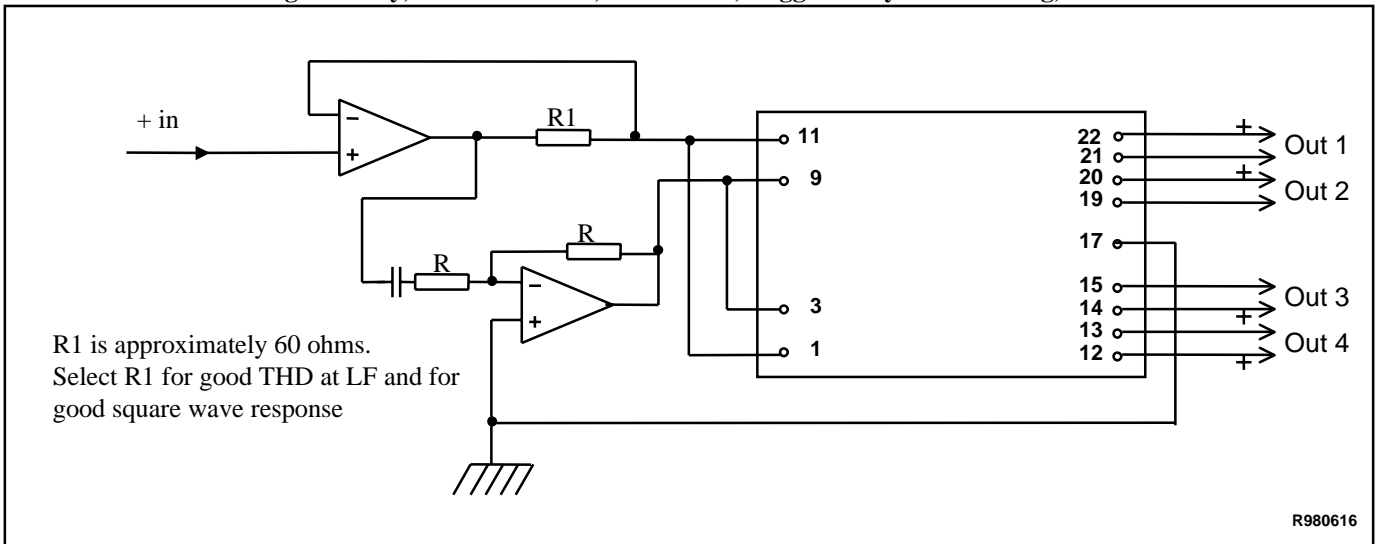 + in
−
+
R1
R
R
−
+
11
9
3
1
22
21
20
19
17
15
14
13
12
+
Out 1
+
Out 2
Out 3
+
Out 4
+
R1 is approximately 60 ohms.
Select R1 for good THD at LF and for
good square wave response
R980616